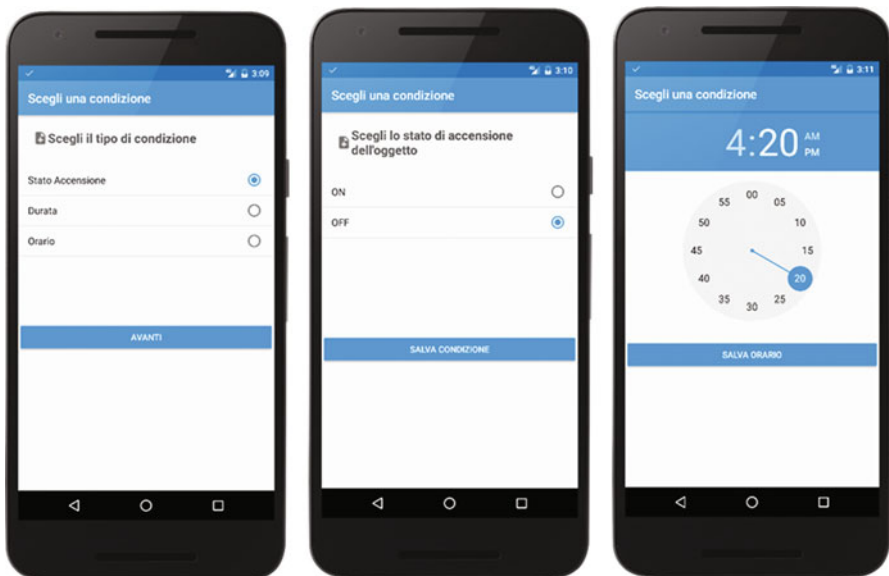 3:09
Scegli una condizione
Scegli il tipo di condizione
Stato Accensione
Durata
Orario
AVANTI
3:10
Scegli una condizione
Scegli lo stato di accensione
dell'oggetto
ON
OFF
SALVA CONDIZIONE
3:11
Scegli una condizione
4:20 AM
PM
00
55 05
50 10
45 15
40 20
35 25
30
SALVA ORARIO